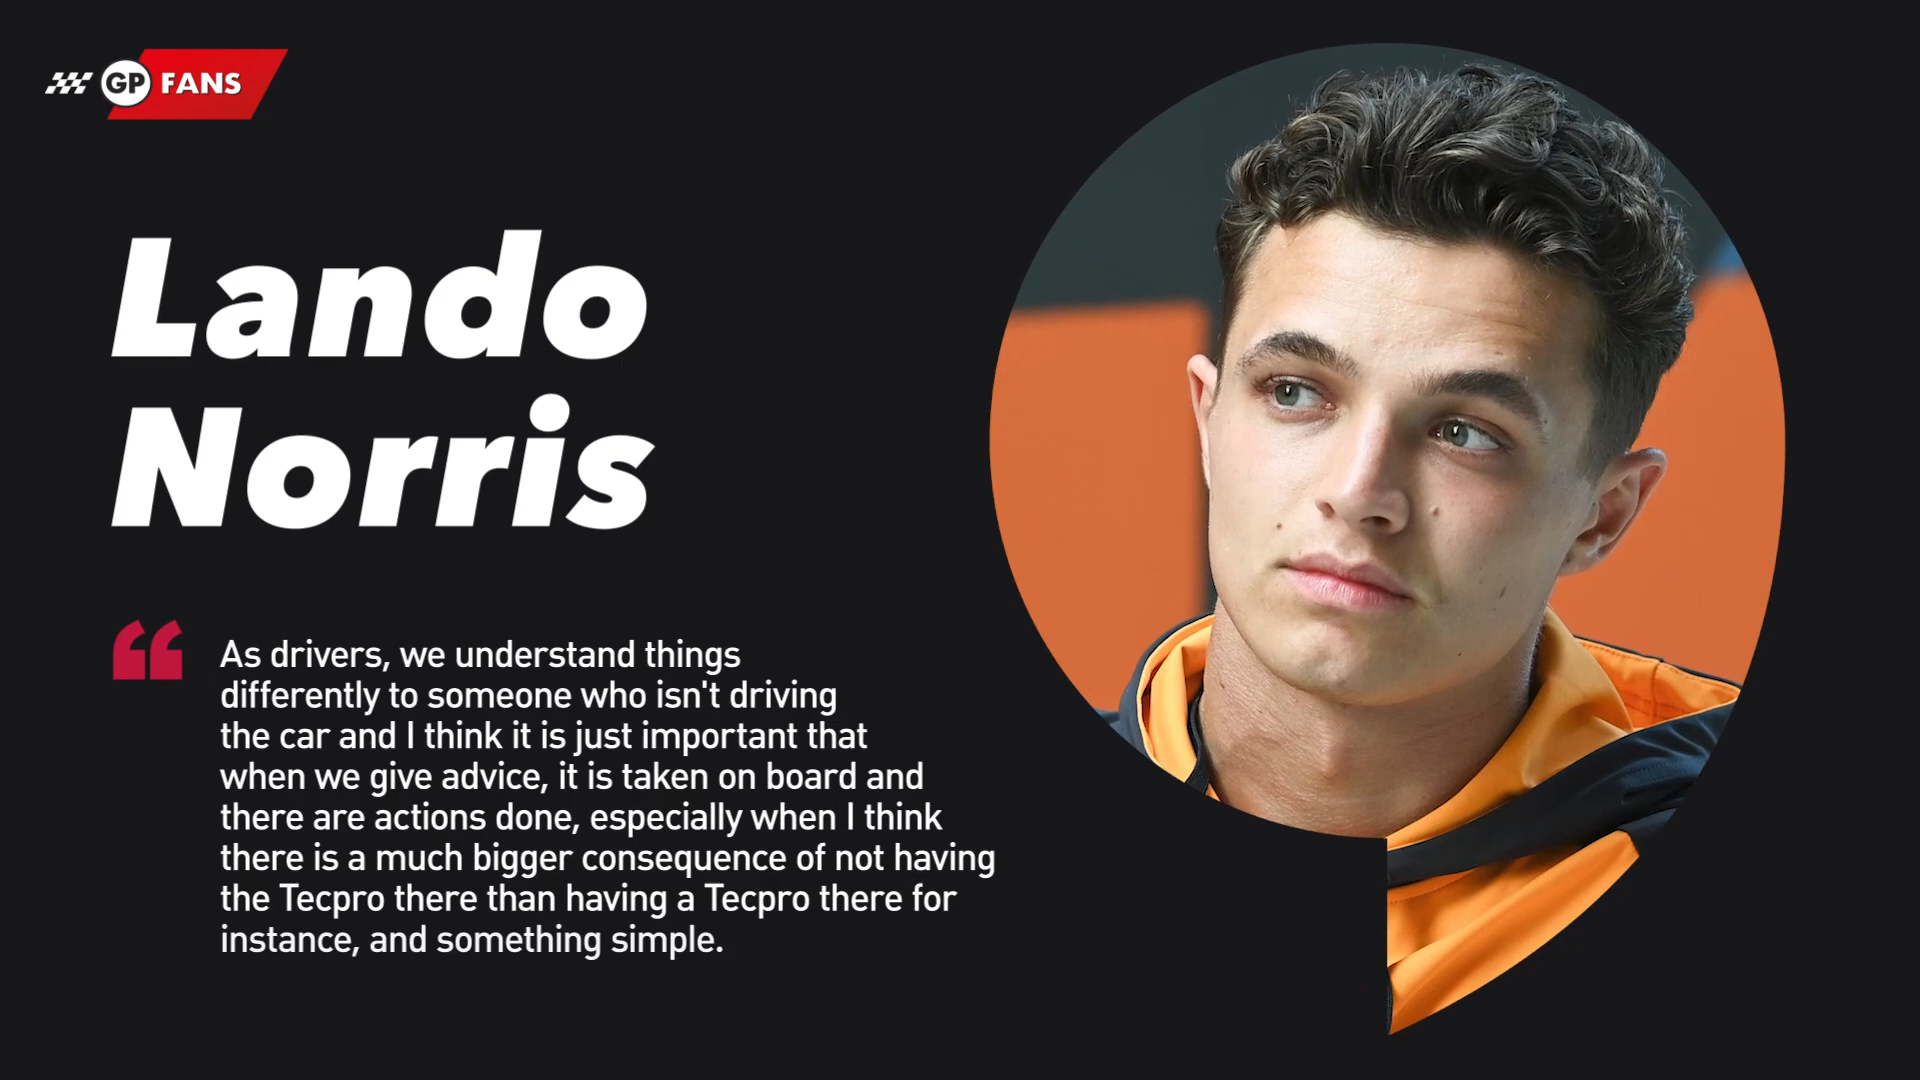 GP FANS
Lando
Norris
As drivers, we understand things
differently to someone who isn't driving
the car and I think it is just important that
when we give advice, it is taken on board and
there are actions done, especially when I think
there is a much bigger consequence of not having
the Tecpro there than having a Tecpro there for
instance, and something simple.